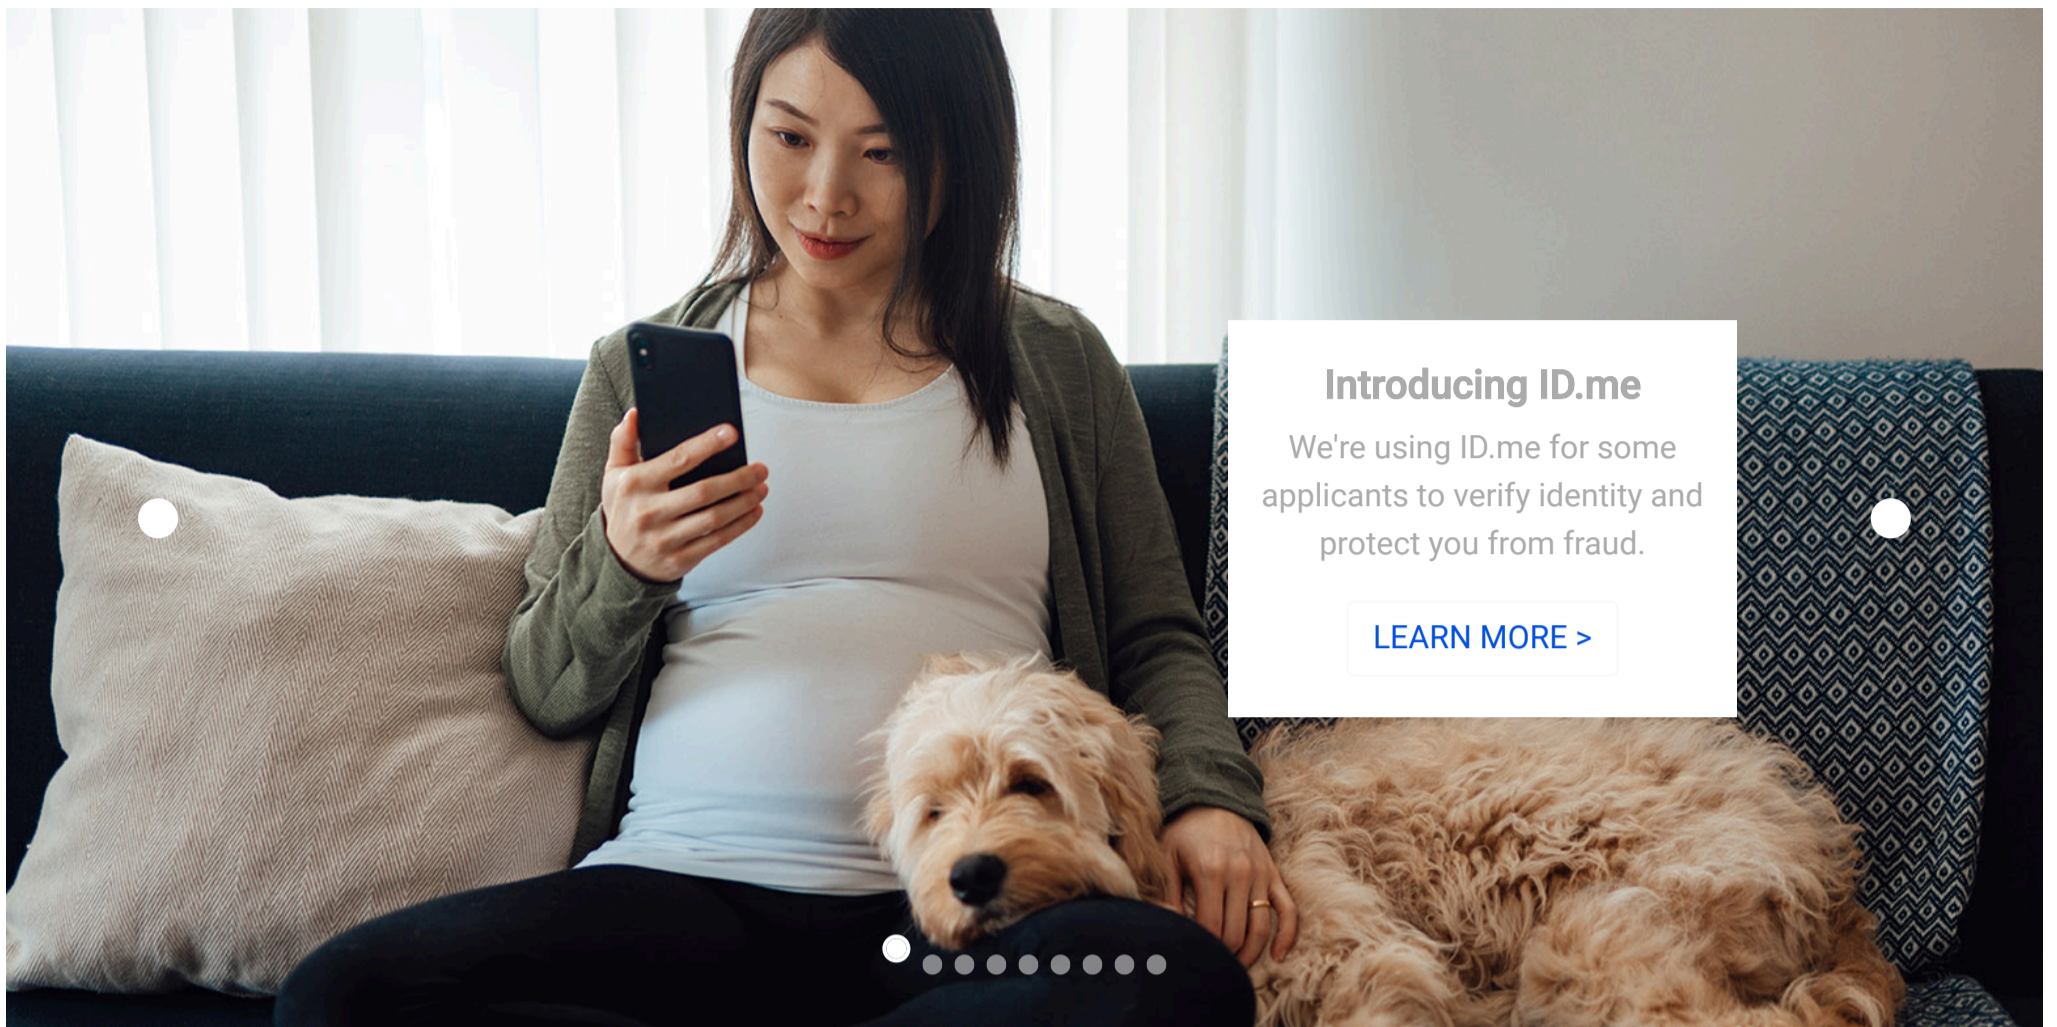 Introducing ID.me
We're using ID.me for some
applicants to verify identity and
protect you from fraud.
LEARN MORE >